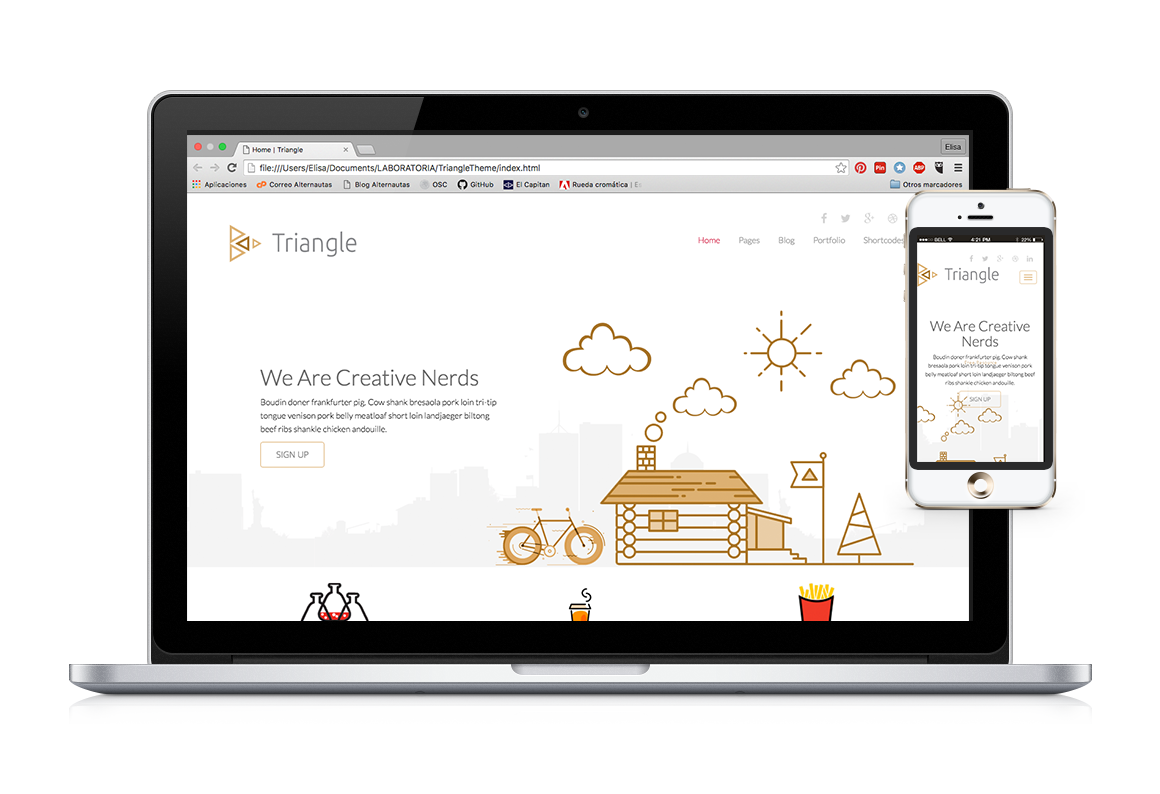 Home | Triangle
Elisa
file:///Users/Elisa/Documents/LABORATORIA/TriangleTheme/index.html
Pin
ABP
Aplicaciones
Correo Alternautas
Blog Alternautas
OSC
GitHub
El Capitan
Rueda cromática |
Otros marcadores
Triangle
Home
Pages
Blog
Portfolio
Shortcodes
We Are Creative Nerds
Boudin doner frankfurter pig. Cow shank bresaola pork loin tri-tip
tongue venison pork belly meatloaf short loin landjaeger biltong
beef ribs shankle chicken andouille.
SIGN UP
BELL
4:21 PM
22%
Triangle
We Are Creative
Nerds
Boudin doner frankfurter pig. Cow shank
bresaola pork loin tri-tip tongue venison
pork belly meatloaf short loin landjaeger
biltong beef ribs shankle chicken andouille.
SIGN UP